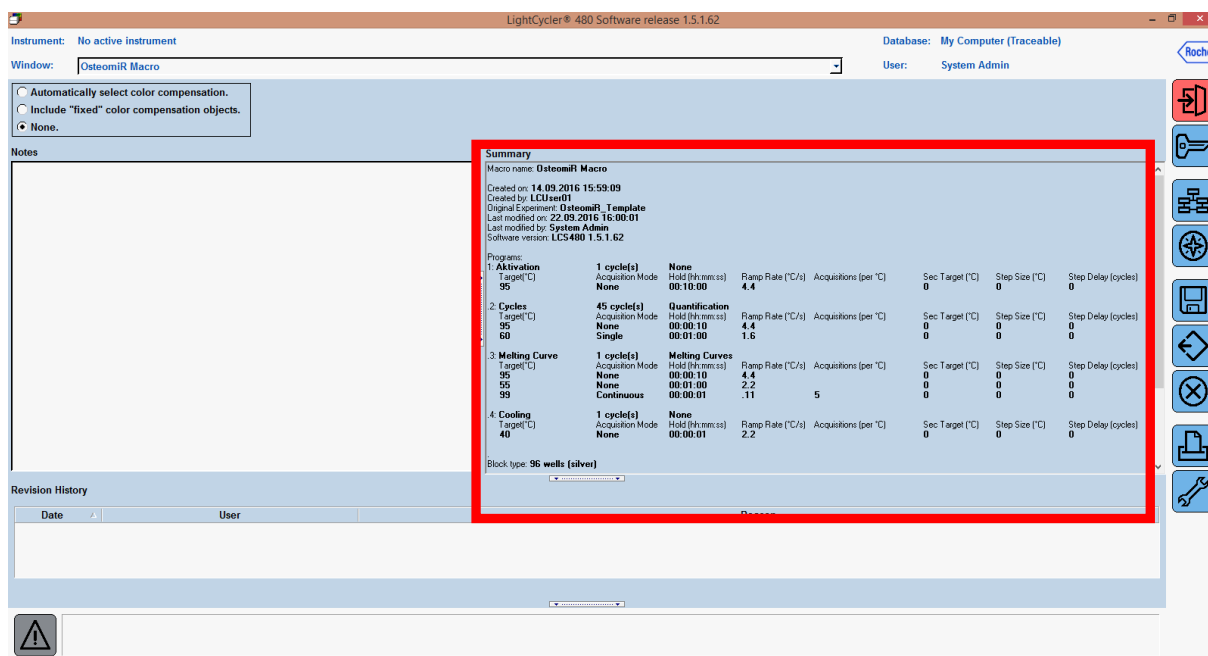 LightCycler® 480 Software release 1.5.1.62
Instrument: No active instrument
Database: My Computer (Traceable)
Window: OsteomiR Macro
User: System Admin
Roche
Automatically select color compensation.
Include "fixed" color compensation objects.
None.
Notes
Summary
Macro name: OsteomiR Macro
Created on: 14.09.2016 15:59:09
Created by: LCUser01
Original Experiment: OsteomiR_Template
Last modified on: 22.09.2016 16:00:01
Last modified by: System Admin
Software version: LCS480 1.5.1.62
Programs:
1: Aktivation 1 cycle(s) None
Target(°C) Acquisition Mode Hold (hh:mm:ss) Ramp Rate (°C/s) Acquisitions (per °C) Sec Target (°C) Step Size (°C) Step Delay (cycles)
95 None 00:10:00 4.4 0 0 0
.2: Cycles 45 cycle(s) Quantification
Target(°C) Acquisition Mode Hold (hh:mm:ss) Ramp Rate (°C/s) Acquisitions (per °C) Sec Target (°C) Step Size (°C) Step Delay (cycles)
95 None 00:00:10 4.4 0 0 0
60 Single 00:01:00 1.6 0 0 0
.3: Melting Curve 1 cycle(s) Melting Curves
Target(°C) Acquisition Mode Hold (hh:mm:ss) Ramp Rate (°C/s) Acquisitions (per °C) Sec Target (°C) Step Size (°C) Step Delay (cycles)
95 None 00:00:10 4.4 0 0 0
55 None 00:01:00 2.2 0 0 0
99 Continuous 00:00:01 .11 5 0 0 0
.4: Cooling 1 cycle(s) None
Target(°C) Acquisition Mode Hold (hh:mm:ss) Ramp Rate (°C/s) Acquisitions (per °C) Sec Target (°C) Step Size (°C) Step Delay (cycles)
40 None 00:00:01 2.2 0 0 0
Block type: 96 wells (silver)
Revision History
Date User